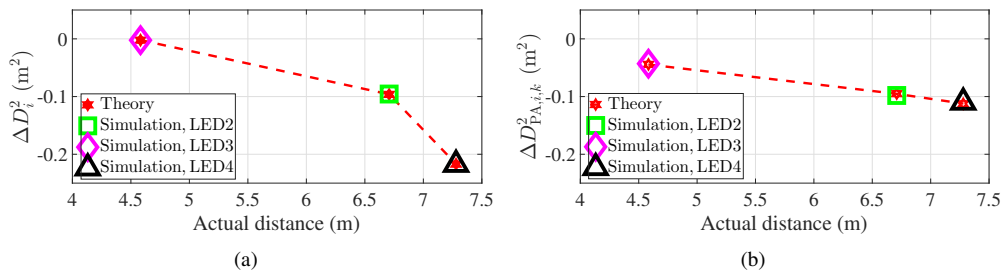 ΔD²ᵢ (m²)
0
-0.1
-0.2
Theory
Simulation, LED2
Simulation, LED3
Simulation, LED4
4
4.5
5
5.5
6
6.5
7
7.5
Actual distance (m)
(a)
ΔD²_PA,i,k (m²)
0
-0.1
-0.2
Theory
Simulation, LED2
Simulation, LED3
Simulation, LED4
4
4.5
5
5.5
6
6.5
7
7.5
Actual distance (m)
(b)